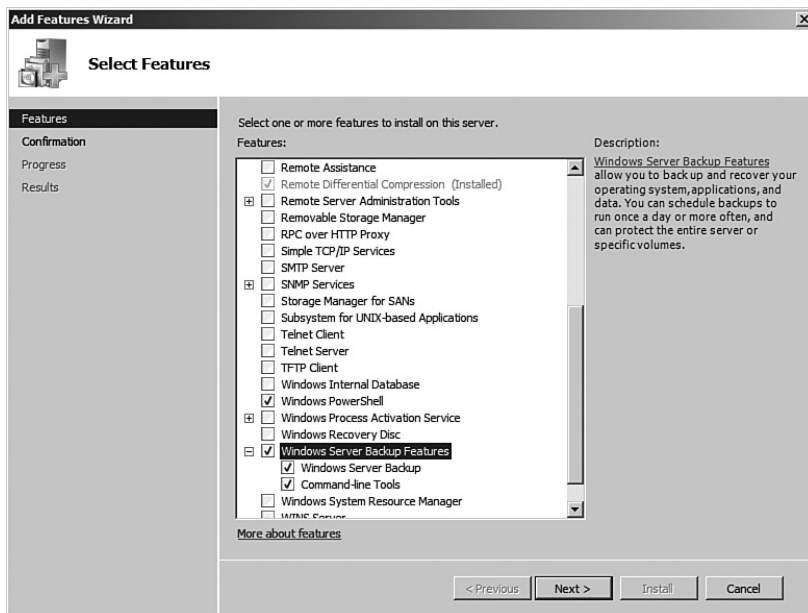 Add Features Wizard
Select Features
Features
Confirmation
Progress
Results
Select one or more features to install on this server.
Features:
Remote Assistance
Remote Differential Compression (Installed)
Remote Server Administration Tools
Removable Storage Manager
RPC over HTTP Proxy
Simple TCP/IP Services
SMTP Server
SNMP Services
Storage Manager for SANs
Subsystem for UNIX-based Applications
Telnet Client
Telnet Server
TFTP Client
Windows Internal Database
Windows PowerShell
Windows Process Activation Service
Windows Recovery Disc
Windows Server Backup Features
Windows Server Backup
Command-line Tools
Windows System Resource Manager
WINS Server
More about features
Description:
Windows Server Backup Features
allow you to back up and recover your
operating system,applications, and
data. You can schedule backups to
run once a day or more often, and
can protect the entire server or
specific volumes.
< Previous
Next >
Install
Cancel